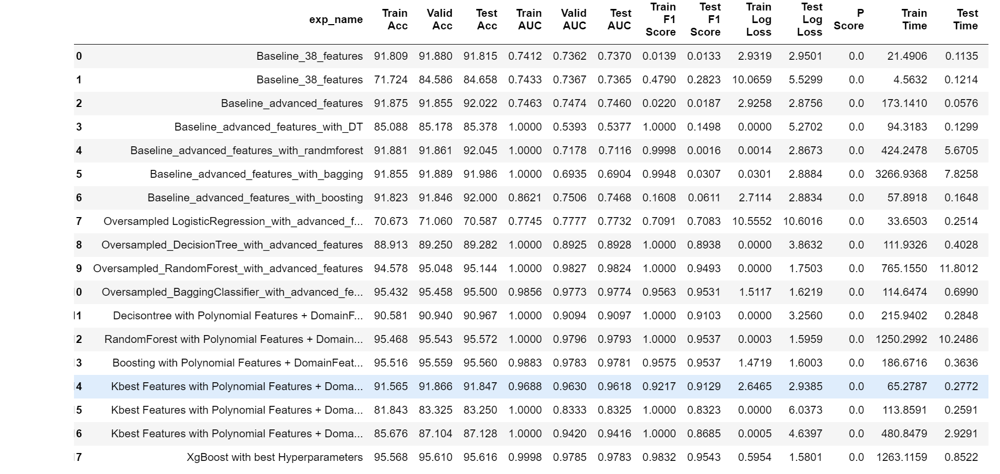 exp_name Train Acc Valid Acc Test Acc Train AUC Valid AUC Test AUC Train F1 Score Test F1 Score Train Log Loss Test Log Loss P Score Train Time Test Time
0 Baseline_38_features 91.809 91.880 91.815 0.7412 0.7362 0.7370 0.0139 0.0133 2.9319 2.9501 0.0 21.4906 0.1135
1 Baseline_38_features 71.724 84.586 84.658 0.7433 0.7367 0.7365 0.4790 0.2823 10.0659 5.5299 0.0 4.5632 0.1214
2 Baseline_advanced_features 91.875 91.855 92.022 0.7463 0.7474 0.7460 0.0220 0.0187 2.9258 2.8756 0.0 173.1410 0.0576
3 Baseline_advanced_features_with_DT 85.088 85.178 85.378 1.0000 0.5393 0.5377 1.0000 0.1498 0.0000 5.2702 0.0 94.3183 0.1299
4 Baseline_advanced_features_with_randmforest 91.881 91.861 92.045 1.0000 0.7178 0.7116 0.9998 0.0016 0.0014 2.8673 0.0 424.2478 5.6705
5 Baseline_advanced_features_with_bagging 91.855 91.889 91.986 1.0000 0.6935 0.6904 0.9948 0.0307 0.0301 2.8884 0.0 3266.9368 7.8258
6 Baseline_advanced_features_with_boosting 91.823 91.846 92.000 0.8621 0.7506 0.7468 0.1608 0.0611 2.7114 2.8834 0.0 57.8918 0.1648
7 Oversampled LogisticRegression_with_advanced_f... 70.673 71.060 70.587 0.7745 0.7777 0.7732 0.7091 0.7083 10.5552 10.6016 0.0 33.6503 0.2514
8 Oversampled_DecisionTree_with_advanced_features 88.913 89.250 89.282 1.0000 0.8925 0.8928 1.0000 0.8938 0.0000 3.8632 0.0 111.9326 0.4028
9 Oversampled_RandomForest_with_advanced_features 94.578 95.048 95.144 1.0000 0.9827 0.9824 1.0000 0.9493 0.0000 1.7503 0.0 765.1550 11.8012
10 Oversampled_BaggingClassifier_with_advanced_fe... 95.432 95.458 95.500 0.9856 0.9773 0.9774 0.9563 0.9531 1.5117 1.6219 0.0 114.6474 0.6990
11 Decisontree with Polynomial Features + DomainF... 90.581 90.940 90.967 1.0000 0.9094 0.9097 1.0000 0.9103 0.0000 3.2560 0.0 215.9402 0.2848
12 RandomForest with Polynomial Features + Domain... 95.468 95.543 95.572 1.0000 0.9796 0.9793 1.0000 0.9537 0.0003 1.5959 0.0 1250.2992 10.2486
13 Boosting with Polynomial Features + DomainFeat... 95.516 95.559 95.560 0.9883 0.9783 0.9781 0.9575 0.9537 1.4719 1.6003 0.0 186.6716 0.3636
14 Kbest Features with Polynomial Features + Doma... 91.565 91.866 91.847 0.9688 0.9630 0.9618 0.9217 0.9129 2.6465 2.9385 0.0 65.2787 0.2772
15 Kbest Features with Polynomial Features + Doma... 81.843 83.325 83.250 1.0000 0.8333 0.8325 1.0000 0.8323 0.0000 6.0373 0.0 113.8591 0.2591
16 Kbest Features with Polynomial Features + Doma... 85.676 87.104 87.128 1.0000 0.9420 0.9416 1.0000 0.8685 0.0005 4.6397 0.0 480.8479 2.9291
17 XgBoost with best Hyperparameters 95.568 95.610 95.616 0.9998 0.9785 0.9783 0.9832 0.9543 0.5954 1.5801 0.0 1263.1159 0.8522